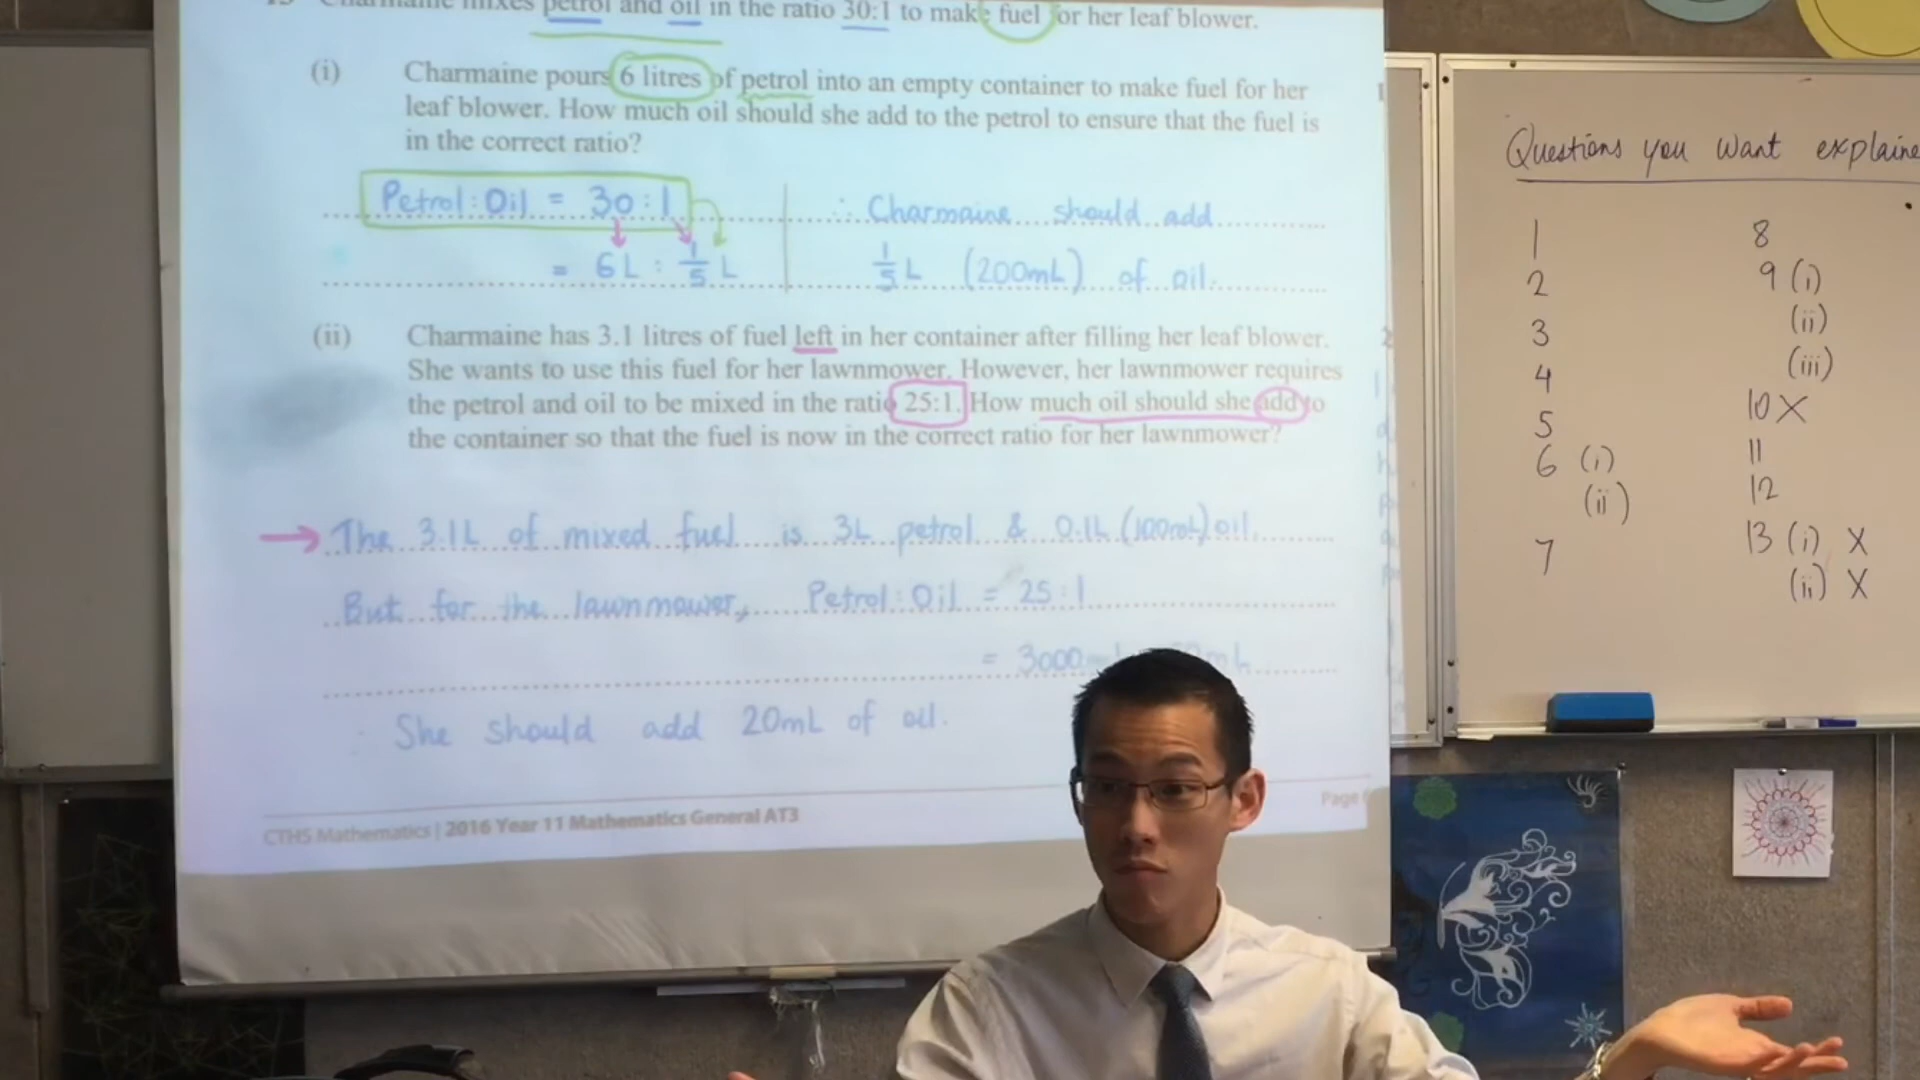 mixes petrol and oil in the ratio 30:1 to make fuel for her leaf blower.
(i) Charmaine pours 6 litres of petrol into an empty container to make fuel for her
leaf blower. How much oil should she add to the petrol to ensure that the fuel is
in the correct ratio?
Petrol : Oil = 30 : 1
= 6L : 1/5 L
∴ Charmaine should add
1/5 L (200mL) of oil.
(ii) Charmaine has 3.1 litres of fuel left in her container after filling her leaf blower.
She wants to use this fuel for her lawnmower. However, her lawnmower requires
the petrol and oil to be mixed in the ratio 25:1. How much oil should she add to
the container so that the fuel is now in the correct ratio for her lawnmower?
→ The 3.1L of mixed fuel is 3L petrol & 0.1L (100mL) oil.
But for the lawnmower, Petrol : Oil = 25 : 1
= 3000
She should add 20mL of oil.
CTHS Mathematics | 2016 Year 11 Mathematics General AT3
Page
Questions you want
1
2
3
4
5
6 (i)
(ii)
7
8
9 (i)
(ii)
(iii)
10 X
11
12
13 (i) X
(ii) X